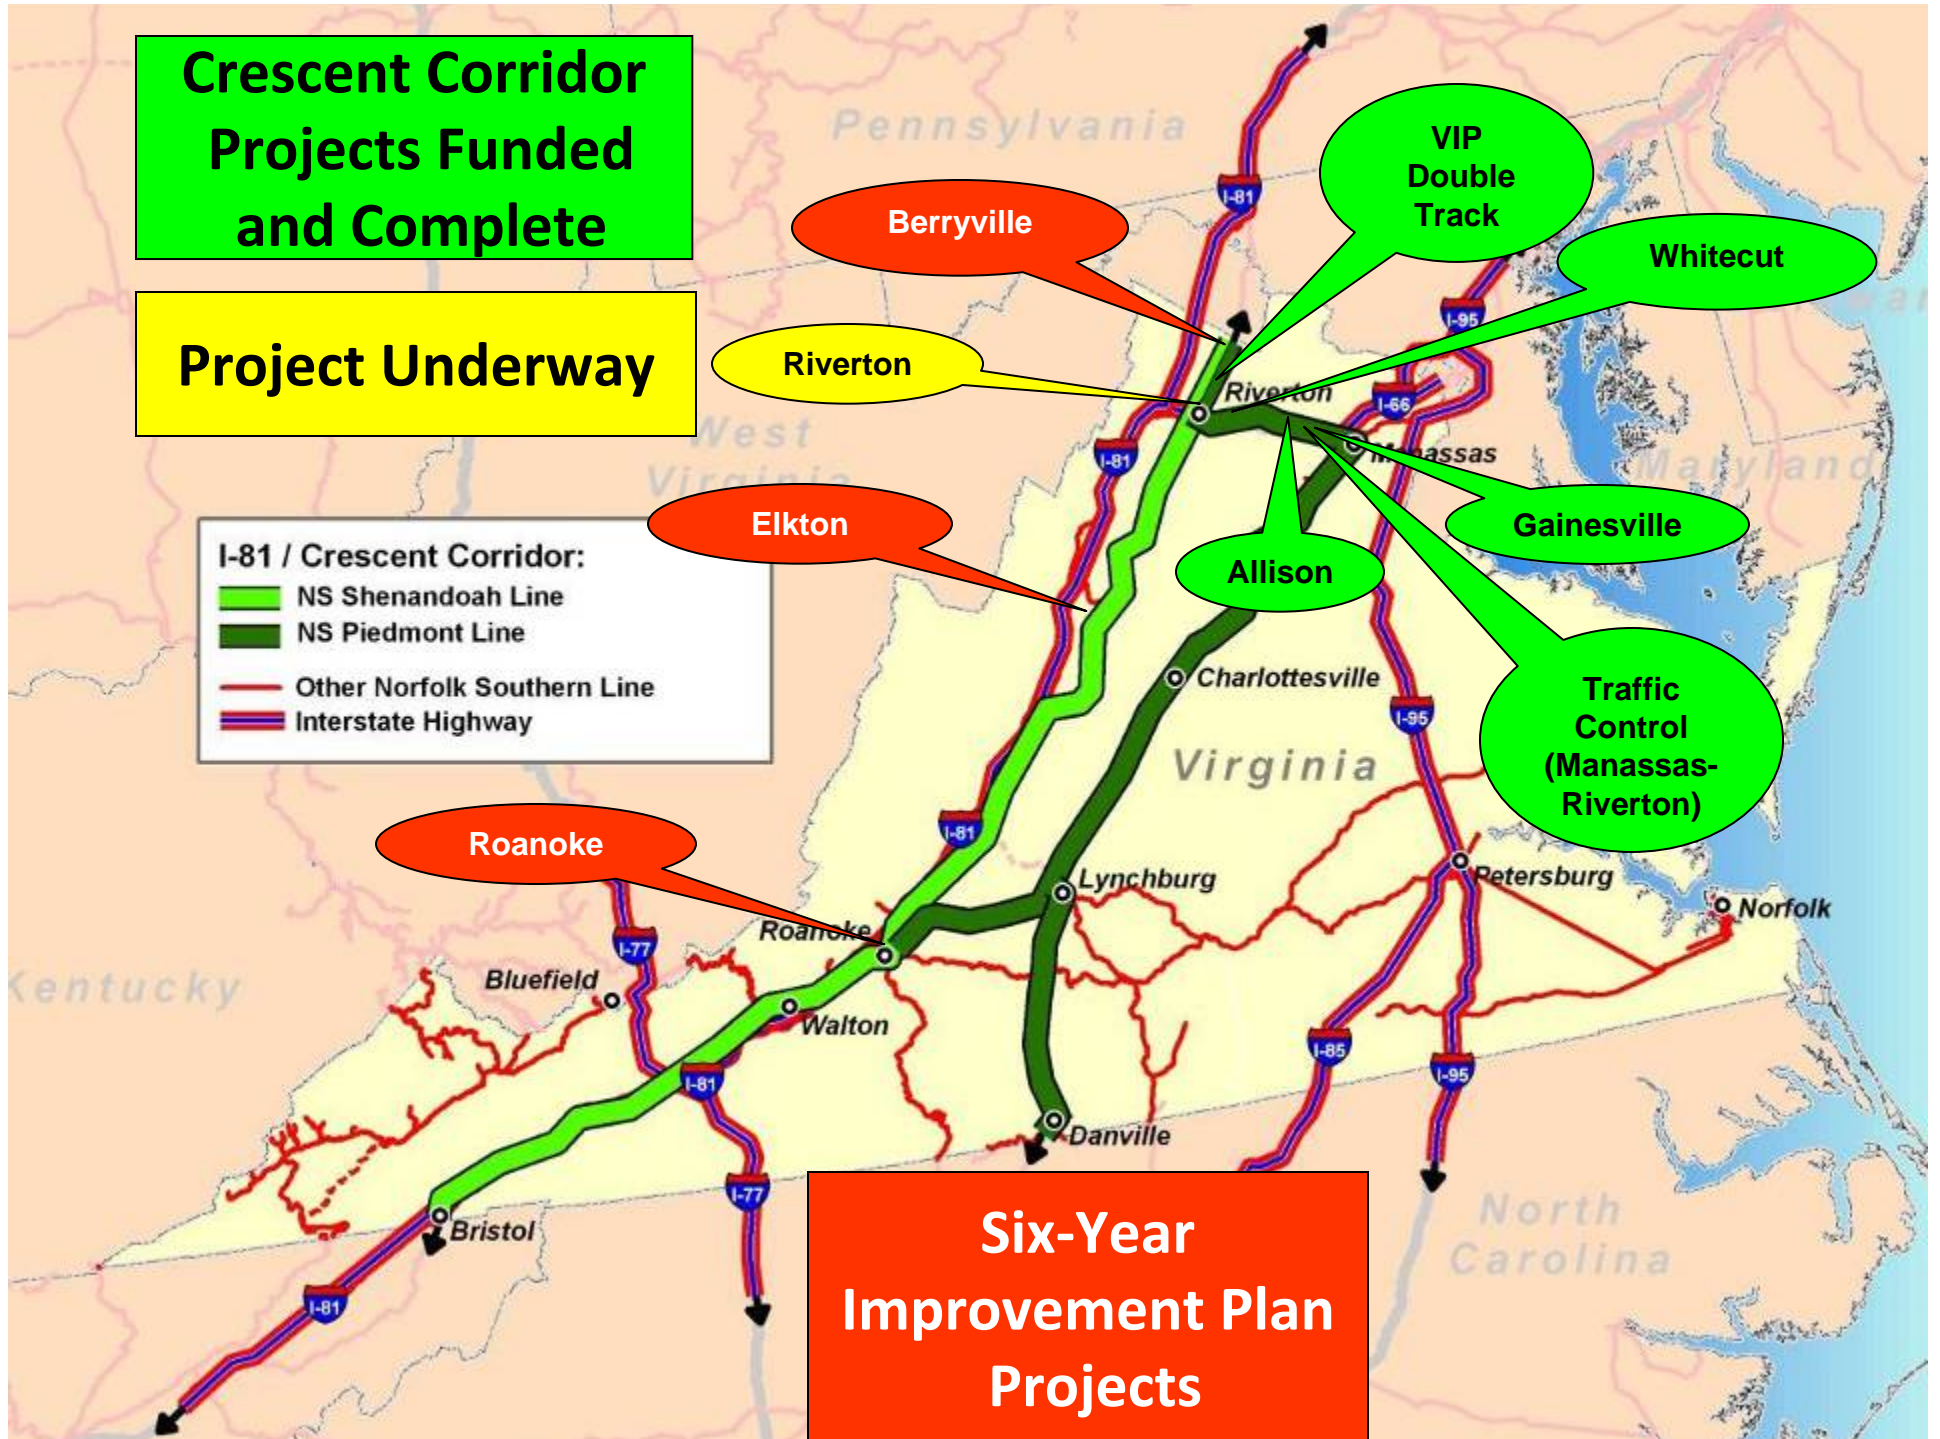 Crescent Corridor
Projects Funded
and Complete
Project Underway
Pennsylvania
VIP
Double
Track
I-81
Berryville
Whitecut
I-95
Riverton
Riverton
I-66
Manassas
West
Virginia
I-81
Maryland
Elkton
Gainesville
Allison
I-81 / Crescent Corridor:
NS Shenandoah Line
NS Piedmont Line
Other Norfolk Southern Line
Interstate Highway
Charlottesville
I-95
Virginia
Traffic
Control
(Manassas-
Riverton)
I-81
Roanoke
Lynchburg
Petersburg
Norfolk
Roanoke
I-77
Kentucky
Bluefield
Walton
I-85
I-95
I-81
Danville
I-77
Bristol
North
Carolina
I-81
Six-Year
Improvement Plan
Projects